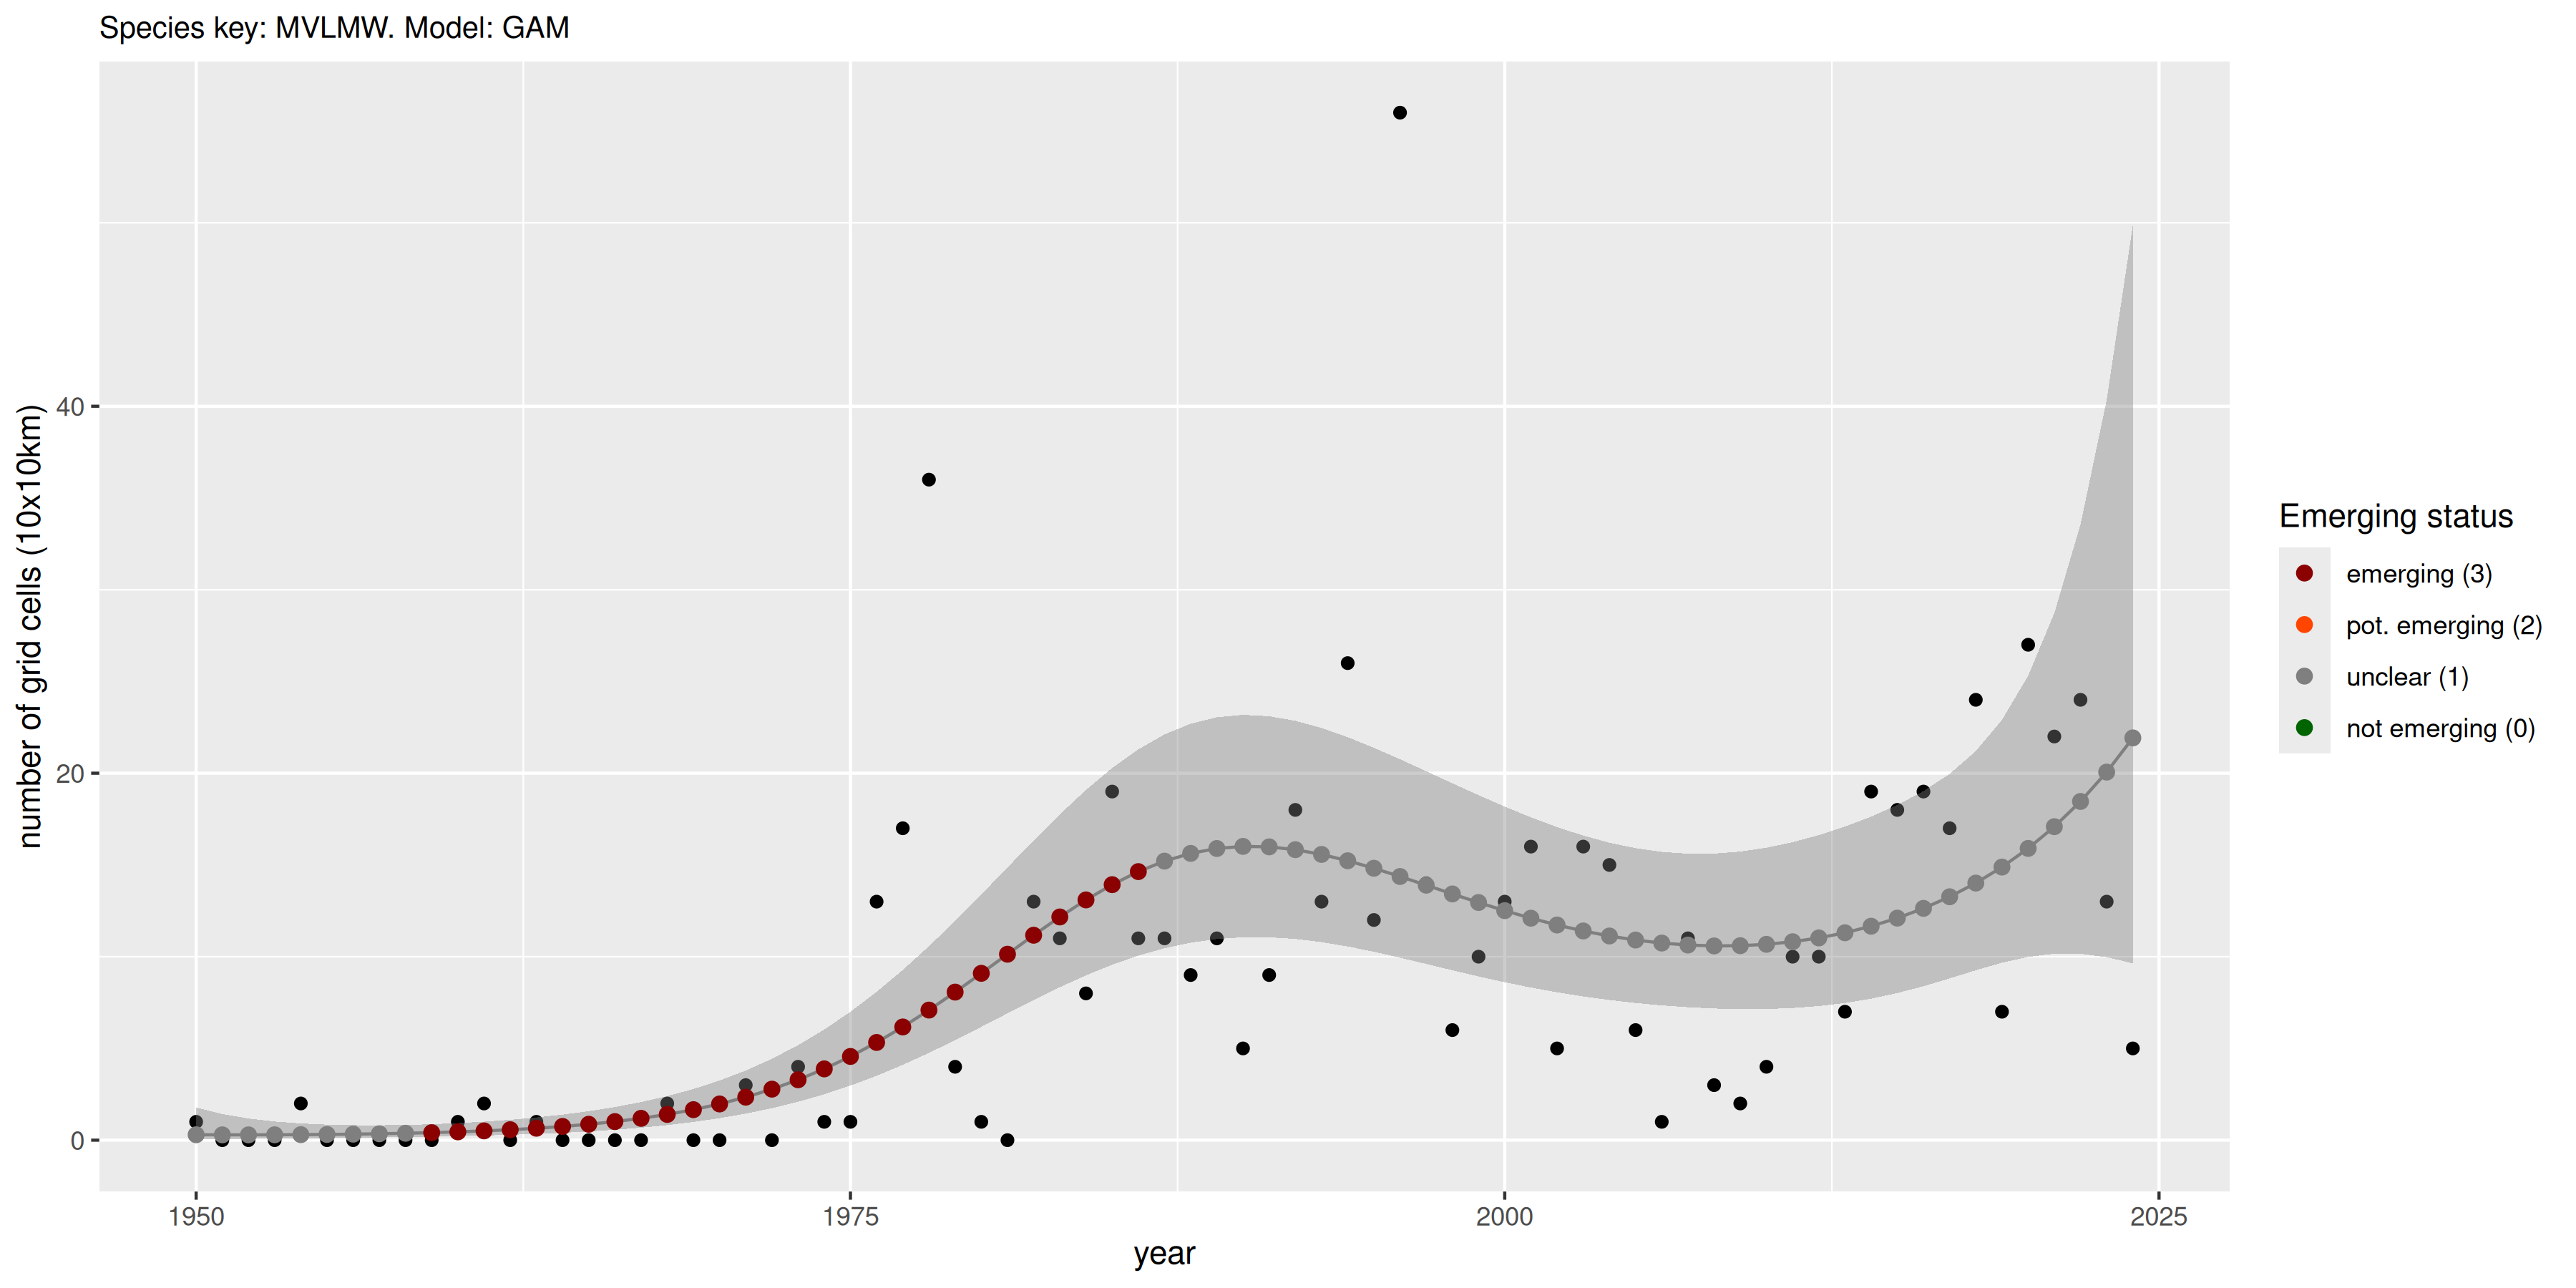 Species key: MVLMW. Model: GAM
number of grid cells (10x10km)
40
20
0
1950
1975
2000
2025
year
Emerging status
emerging (3)
pot. emerging (2)
unclear (1)
not emerging (0)